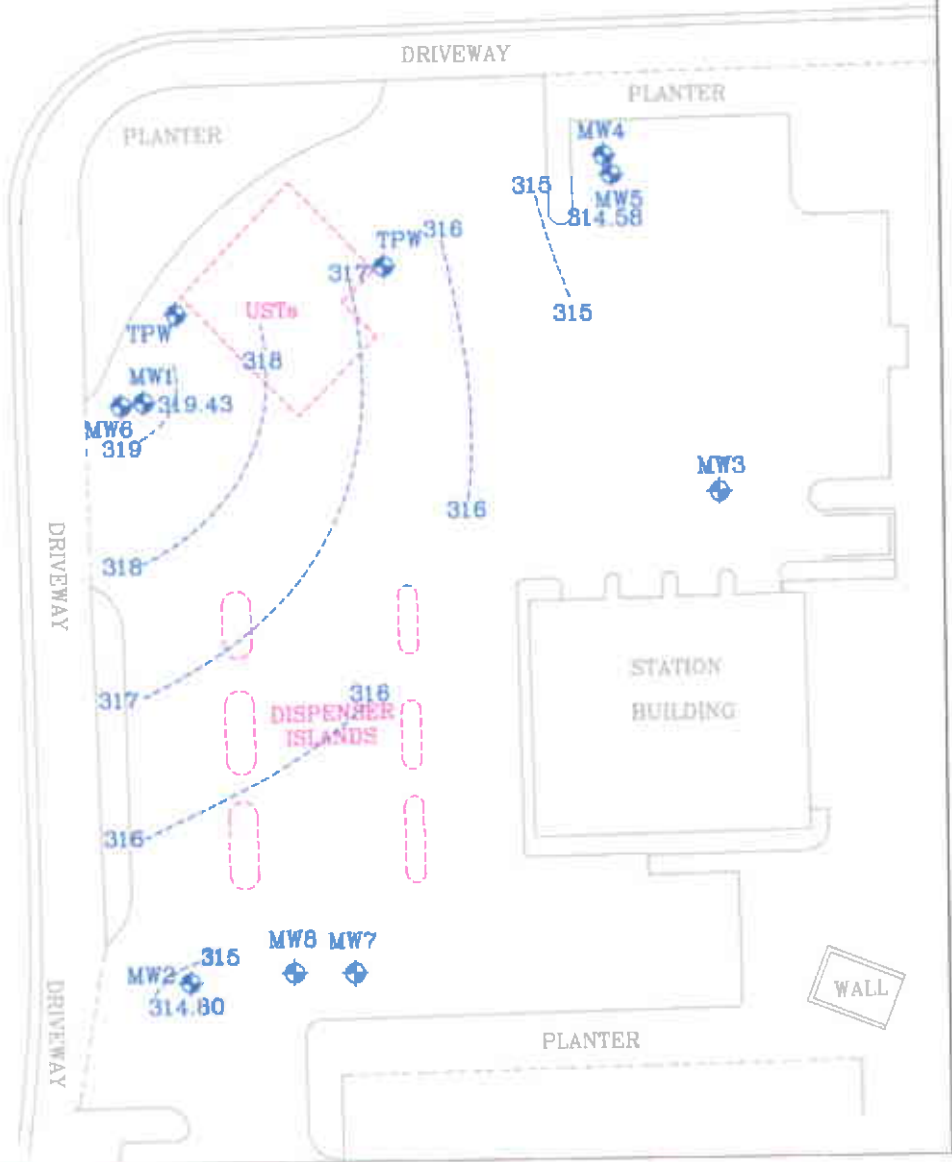 DRIVEWAY
PLANTER
PLANTER
MW4
MW5
314.58
315
315
TPW
316
317
USTs
TPW
318
MW1
319.43
MW6
319
MW3
316
318
DRIVEWAY
STATION
BUILDING
317
316
DISPENSER
ISLANDS
316
MW8
MW7
315
MW2
314.80
WALL
DRIVEWAY
PLANTER